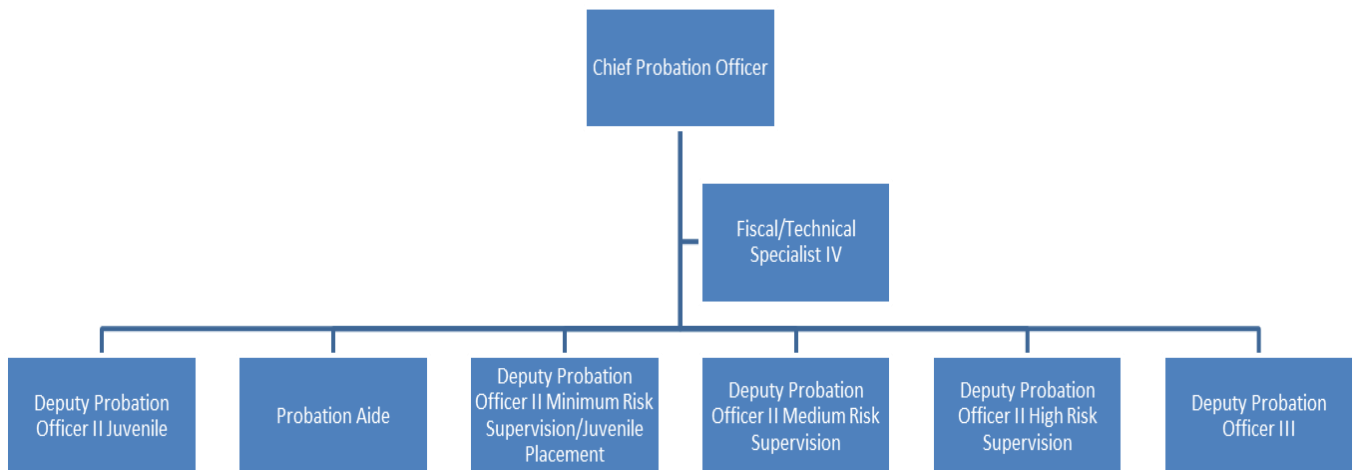 Chief Probation Officer
Fiscal/Technical
Specialist IV
Deputy Probation
Officer II Juvenile
Probation Aide
Deputy Probation
Officer II Minimum Risk
Supervision/Juvenile
Placement
Deputy Probation
Officer II Medium Risk
Supervision
Deputy Probation
Officer II High Risk
Supervision
Deputy Probation
Officer III